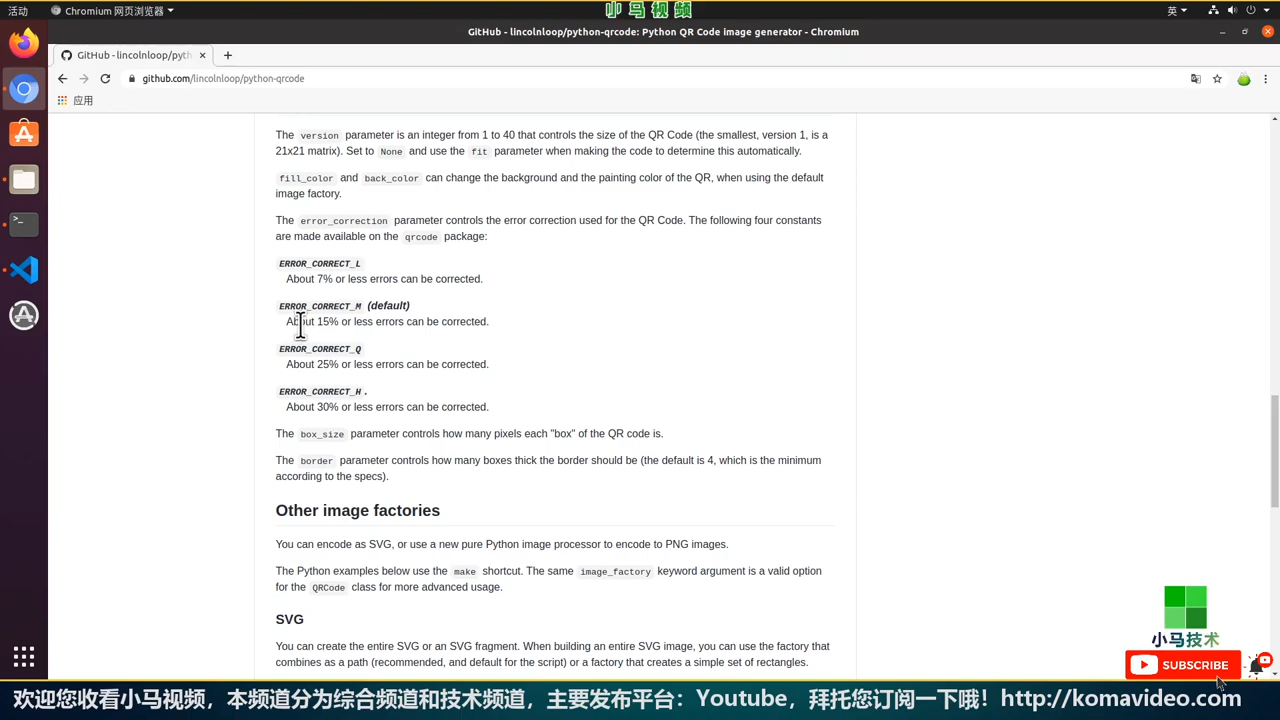 活动
Chromium 网页浏览器
小马视频
英
GitHub - lincolnloop/python-qrcode: Python QR Code image generator - Chromium
GitHub - lincolnloop/pyth
github.com/lincolnloop/python-qrcode
应用
The version parameter is an integer from 1 to 40 that controls the size of the QR Code (the smallest, version 1, is a
21x21 matrix). Set to None and use the fit parameter when making the code to determine this automatically.
fill_color and back_color can change the background and the painting color of the QR, when using the default
image factory.
The error_correction parameter controls the error correction used for the QR Code. The following four constants
are made available on the qrcode package:
ERROR_CORRECT_L
About 7% or less errors can be corrected.
ERROR_CORRECT_M (default)
About 15% or less errors can be corrected.
ERROR_CORRECT_Q
About 25% or less errors can be corrected.
ERROR_CORRECT_H .
About 30% or less errors can be corrected.
The box_size parameter controls how many pixels each "box" of the QR code is.
The border parameter controls how many boxes thick the border should be (the default is 4, which is the minimum
according to the specs).
Other image factories
You can encode as SVG, or use a new pure Python image processor to encode to PNG images.
The Python examples below use the make shortcut. The same image_factory keyword argument is a valid option
for the QRCode class for more advanced usage.
SVG
You can create the entire SVG or an SVG fragment. When building an entire SVG image, you can use the factory that
combines as a path (recommended, and default for the script) or a factory that creates a simple set of rectangles.
小马技术
SUBSCRIBE
欢迎您收看小马视频，本频道分为综合频道和技术频道，主要发布平台：Youtube，拜托您订阅一下哦！http://komavideo.com